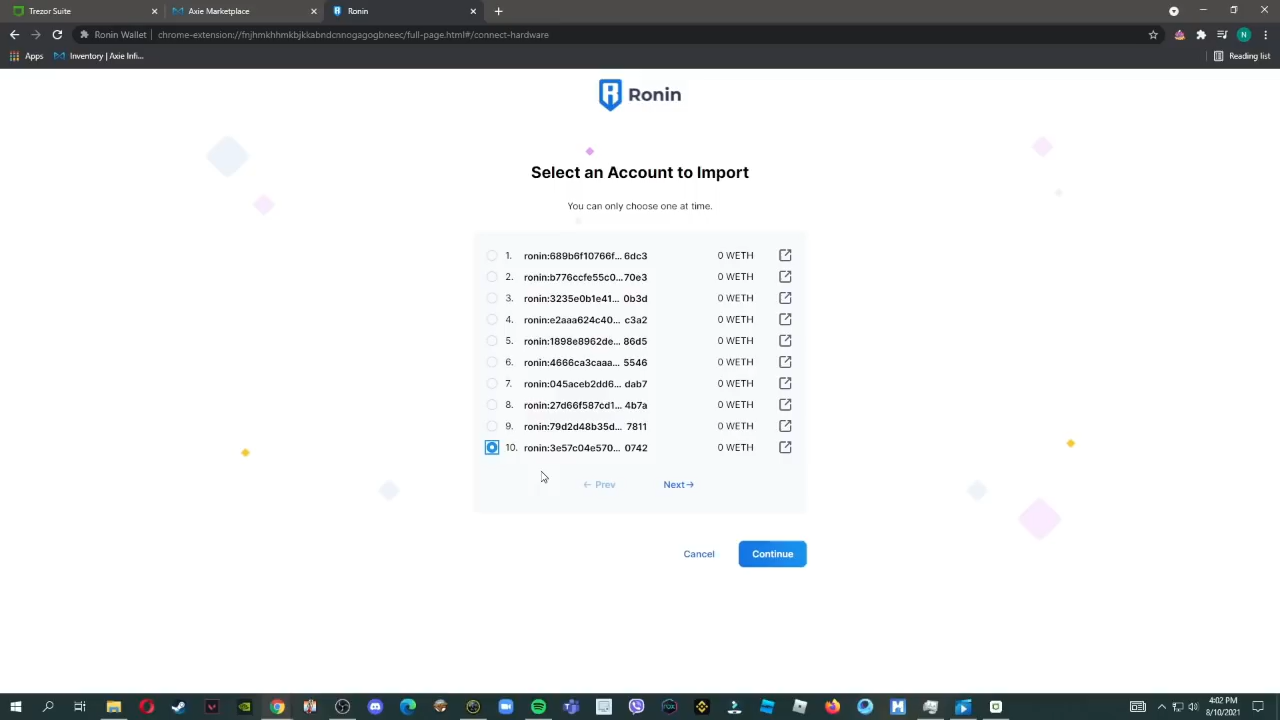 Trezor Suite
Axie Marketplace
Ronin
Ronin Wallet | chrome-extension://fnjhmkhhmkbjkkabndcnnogagogbneec/full-page.html#/connect-hardware
N
Apps
Inventory | Axie Infi...
Reading list
Ronin
Select an Account to Import
You can only choose one at time.
1. ronin:689b6f10766f... 6dc3 0 WETH
2. ronin:b776ccfe55c0... 70e3 0 WETH
3. ronin:3235e0b1e41... 0b3d 0 WETH
4. ronin:e2aaa624c40... c3a2 0 WETH
5. ronin:1898e8962de... 86d5 0 WETH
6. ronin:4666ca3caaa... 5546 0 WETH
7. ronin:045aceb2dd6... dab7 0 WETH
8. ronin:27d66f587cd1... 4b7a 0 WETH
9. ronin:79d2d48b35d... 7811 0 WETH
10. ronin:3e57c04e570... 0742 0 WETH
← Prev Next →
Cancel Continue
4:02 PM
8/10/2021